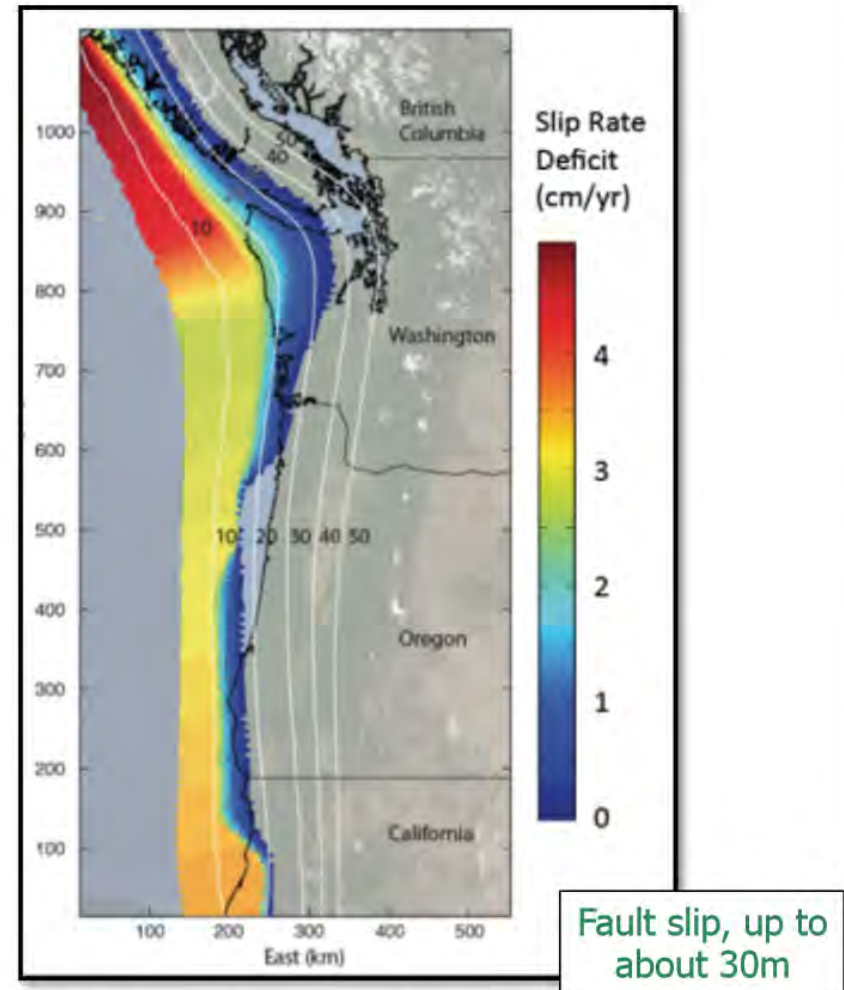 British
Columbia
Slip Rate
Deficit
(cm/yr)
1000
50
40
900
10
800
Washington
4
700
600
3
500
10 20 30 40 50
2
400
Oregon
300
1
200
0
California
100
100 200 300 400 500
East (km)
Fault slip, up to
about 30m